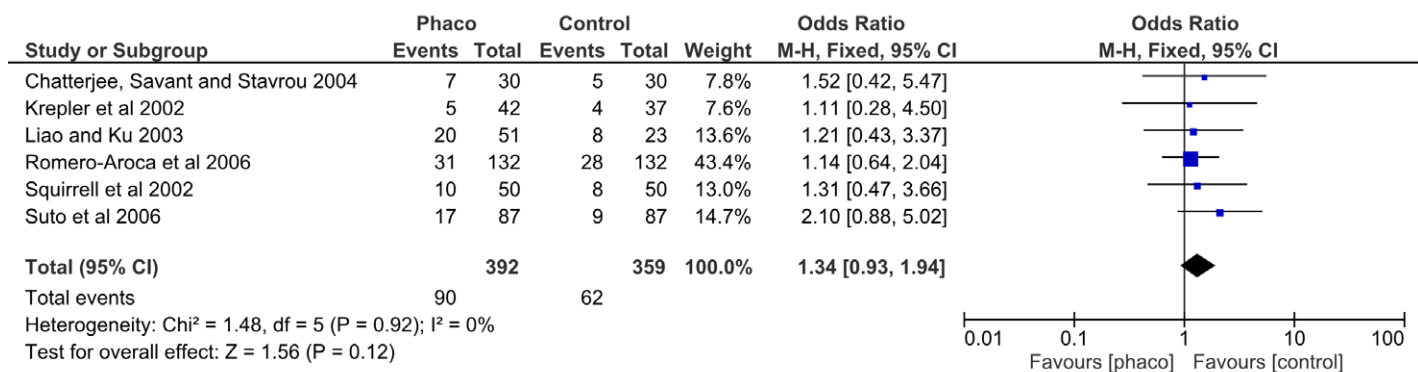 Phaco Control Odds Ratio Odds Ratio
Study or Subgroup Events Total Events Total Weight M-H, Fixed, 95% CI M-H, Fixed, 95% CI
Chatterjee, Savant and Stavrou 2004 7 30 5 30 7.8% 1.52 [0.42, 5.47]
Krepler et al 2002 5 42 4 37 7.6% 1.11 [0.28, 4.50]
Liao and Ku 2003 20 51 8 23 13.6% 1.21 [0.43, 3.37]
Romero-Aroca et al 2006 31 132 28 132 43.4% 1.14 [0.64, 2.04]
Squirrell et al 2002 10 50 8 50 13.0% 1.31 [0.47, 3.66]
Suto et al 2006 17 87 9 87 14.7% 2.10 [0.88, 5.02]
Total (95% CI) 392 359 100.0% 1.34 [0.93, 1.94]
Total events 90 62
Heterogeneity: Chi² = 1.48, df = 5 (P = 0.92); I² = 0%
Test for overall effect: Z = 1.56 (P = 0.12)
0.01 0.1 1 10 100
Favours [phaco] Favours [control]